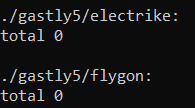 ./gastly5/electrike:
total 0
./gastly5/flygon:
total 0